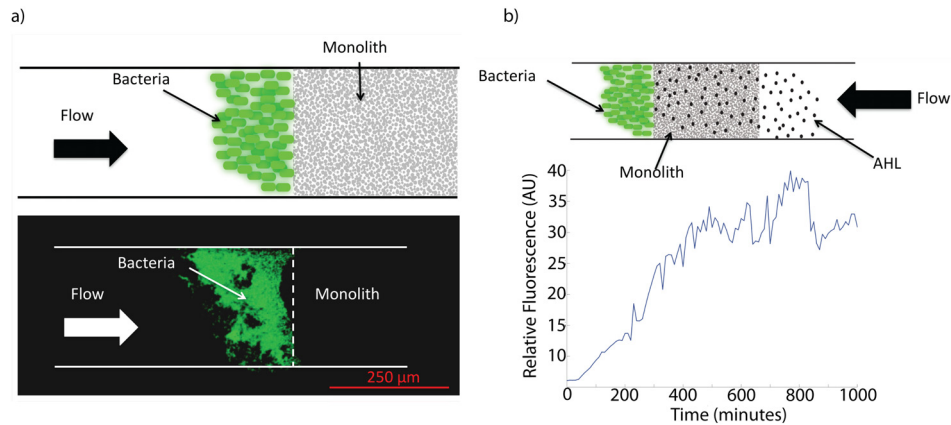 a)
Monolith
Bacteria
Flow
Bacteria
Flow
Monolith
250 µm
b)
Bacteria
Flow
Monolith
AHL
Relative Fluorescence (AU)
40
35
30
25
20
15
10
0 200 400 600 800 1000
Time (minutes)